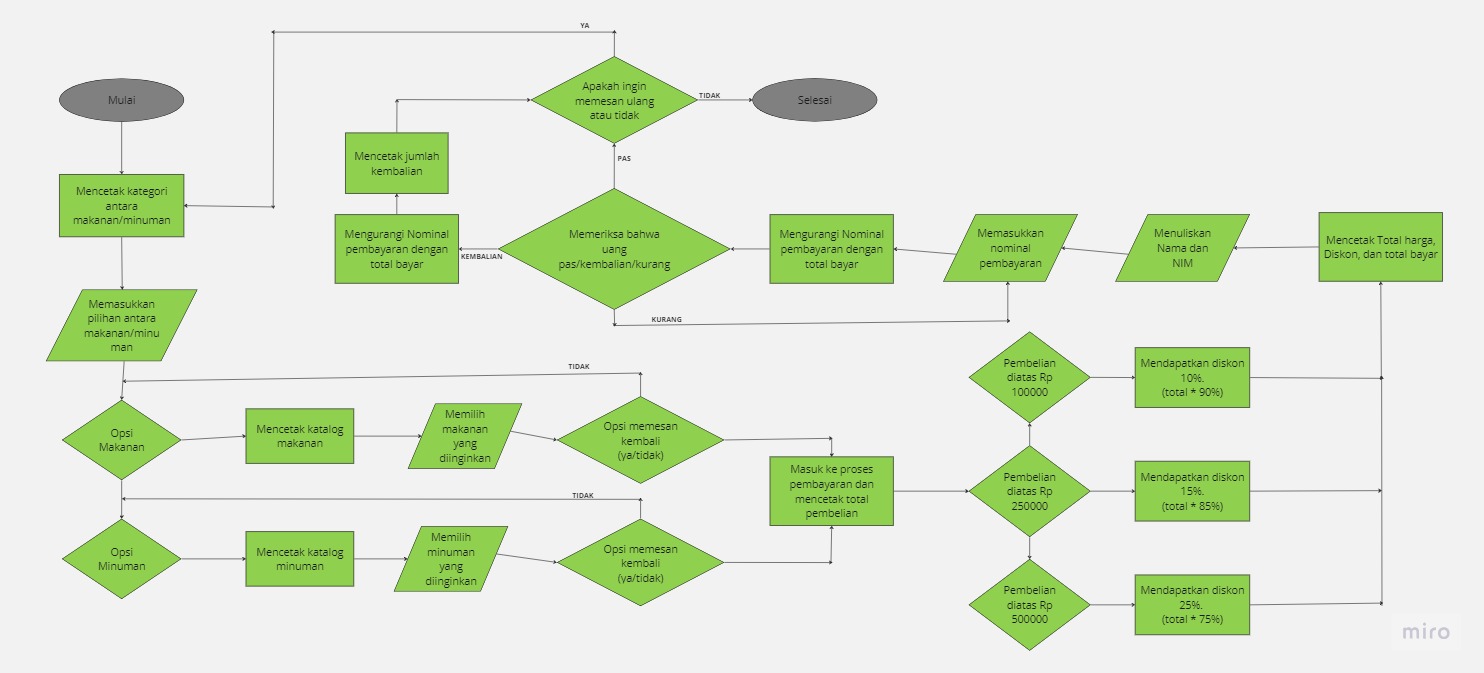 YA
Mulai
Apakah ingin
memesan ulang
atau tidak
TIDAK
Selesai
Mencetak jumlah
kembalian
PAS
Mencetak kategori
antara
makanan/minuman
Mengurangi Nominal
pembayaran dengan
total bayar
KEMBALIAN
Memeriksa bahwa
uang
pas/kembalian/kurang
Mengurangi Nominal
pembayaran dengan
total bayar
Memasukkan
nominal
pembayaran
Menuliskan
Nama dan
NIM
Mencetak Total harga,
Diskon, dan total bayar
KURANG
Memasukkan
pilihan antara
makanan/minu
man
TIDAK
Opsi
Makanan
Mencetak katalog
makanan
Memilih
makanan
yang
diinginkan
Opsi memesan
kembali
(ya/tidak)
Pembelian
diatas Rp
100000
Mendapatkan diskon
10%.
(total * 90%)
Masuk ke proses
pembayaran dan
mencetak total
pembelian
Pembelian
diatas Rp
250000
Mendapatkan diskon
15%.
(total * 85%)
TIDAK
Opsi
Minuman
Mencetak katalog
minuman
Memilih
minuman
yang
diinginkan
Opsi memesan
kembali
(ya/tidak)
Pembelian
diatas Rp
500000
Mendapatkan diskon
25%.
(total * 75%)
miro